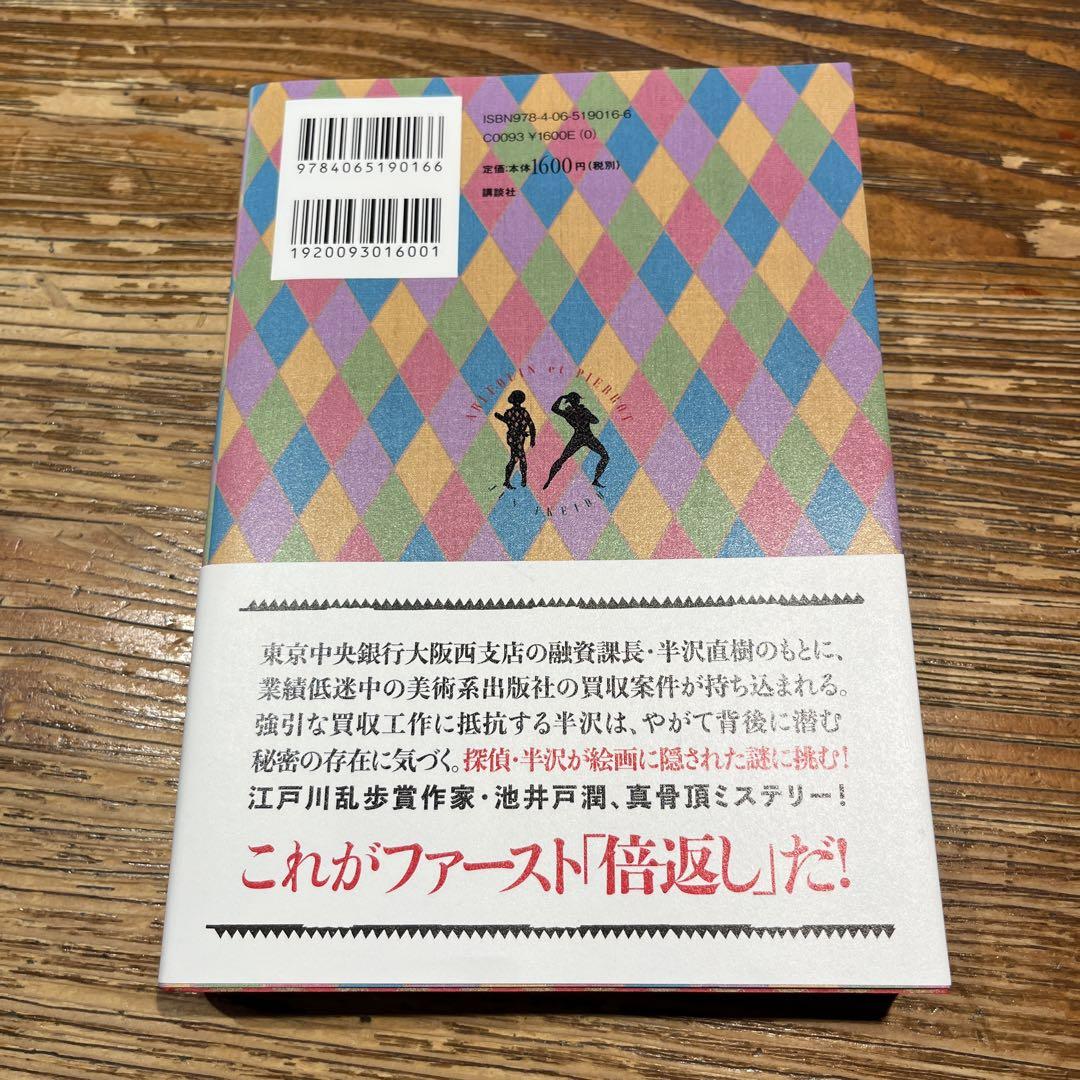 9784065190166
1920093016001
ISBN978-4-06-519016-6
C0093 ¥1600E (0)
定価:本体1600円(税別)
講談社
ARLEQUIN et PIERROT
東京中央銀行大阪西支店の融資課長・半沢直樹のもとに、
業績低迷中の美術系出版社の買収案件が持ち込まれる。
強引な買収工作に抵抗する半沢は、やがて背後に潜む
秘密の存在に気づく。探偵・半沢が絵画に隠された謎に挑む!
江戸川乱歩賞作家・池井戸潤、真骨頂ミステリー!
これがファースト「倍返し」だ!